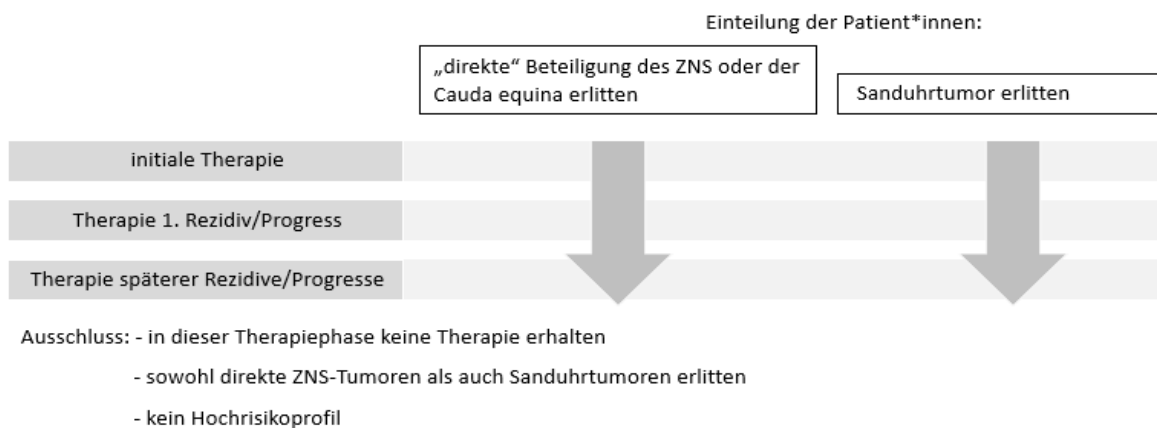 Einteilung der Patient*innen:
„direkte“ Beteiligung des ZNS oder der
Cauda equina erlitten
Sanduhrtumor erlitten
initiale Therapie
Therapie 1. Rezidiv/Progress
Therapie späterer Rezidive/Progresse
Ausschluss: - in dieser Therapiephase keine Therapie erhalten
- sowohl direkte ZNS-Tumoren als auch Sanduhrtumoren erlitten
- kein Hochrisikoprofil